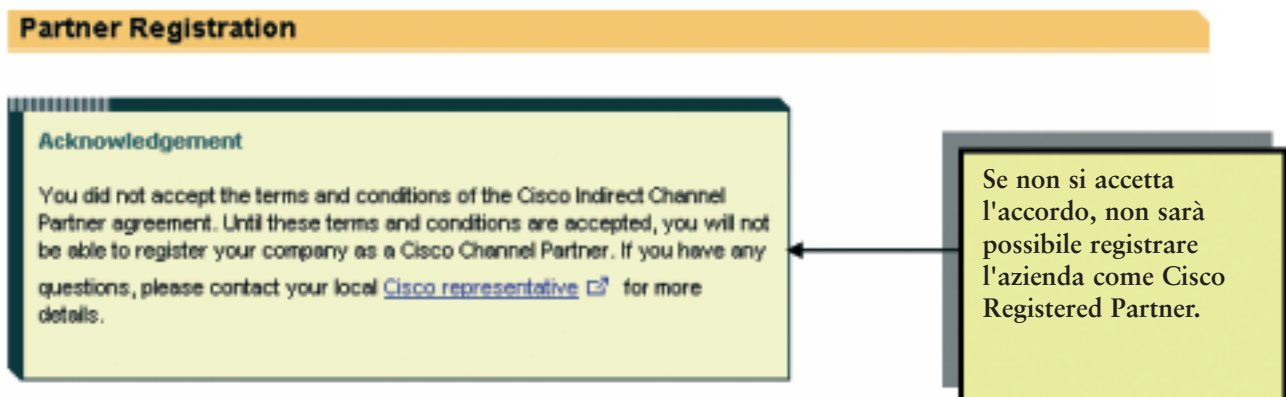 Partner Registration
Acknowledgement
You did not accept the terms and conditions of the Cisco Indirect Channel
Partner agreement. Until these terms and conditions are accepted, you will not
be able to register your company as a Cisco Channel Partner. If you have any
questions, please contact your local Cisco representative for more
details.
Se non si accetta
l'accordo, non sarà
possibile registrare
l'azienda come Cisco
Registered Partner.